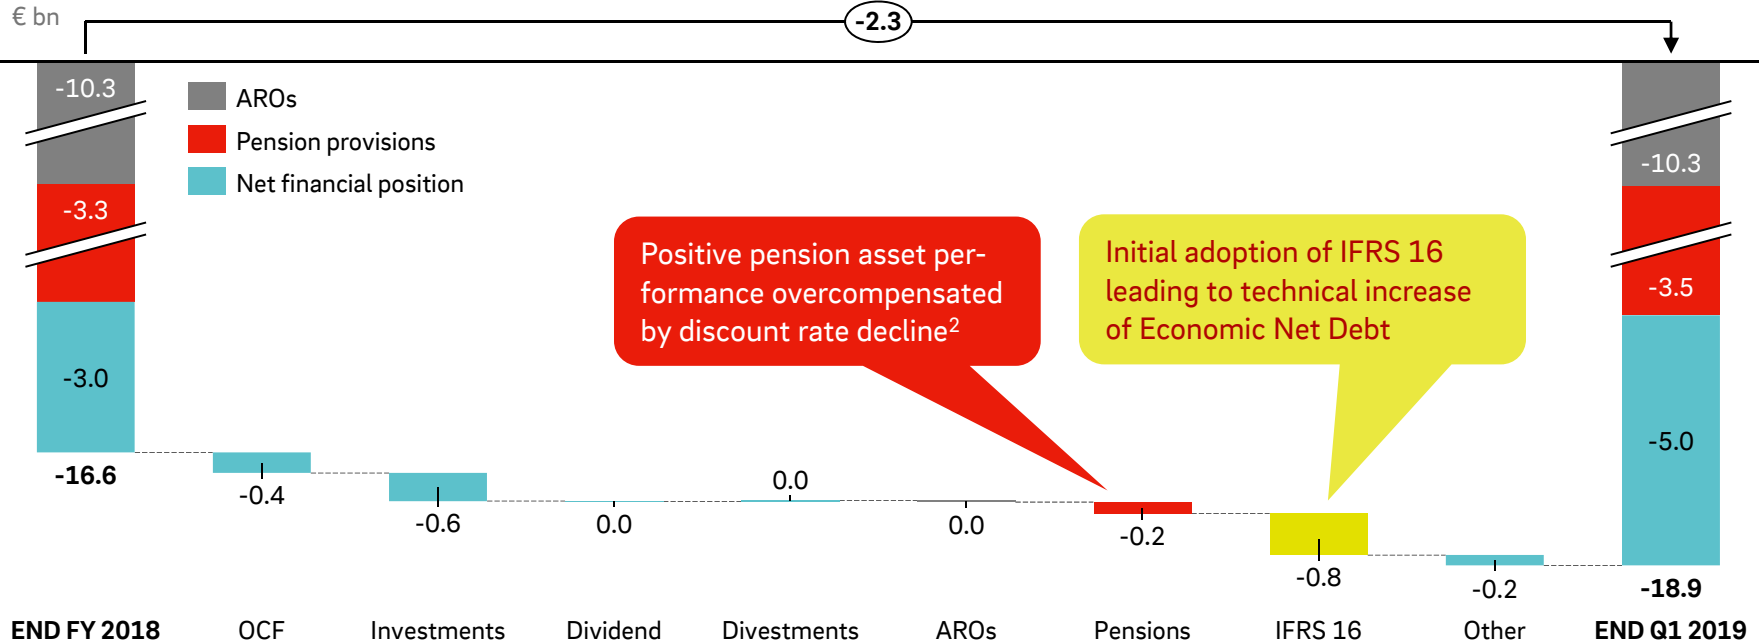 € bn
-2.3
-10.3
-3.3
-3.0
-16.6
AROs
Pension provisions
Net financial position
Positive pension asset per-
formance overcompensated
by discount rate decline²
Initial adoption of IFRS 16
leading to technical increase
of Economic Net Debt
-10.3
-3.5
-5.0
-18.9
-0.4
-0.6
0.0
0.0
0.0
-0.2
-0.8
-0.2
END FY 2018
OCF
Investments
Dividend
Divestments
AROs
Pensions
IFRS 16
Other
END Q1 2019